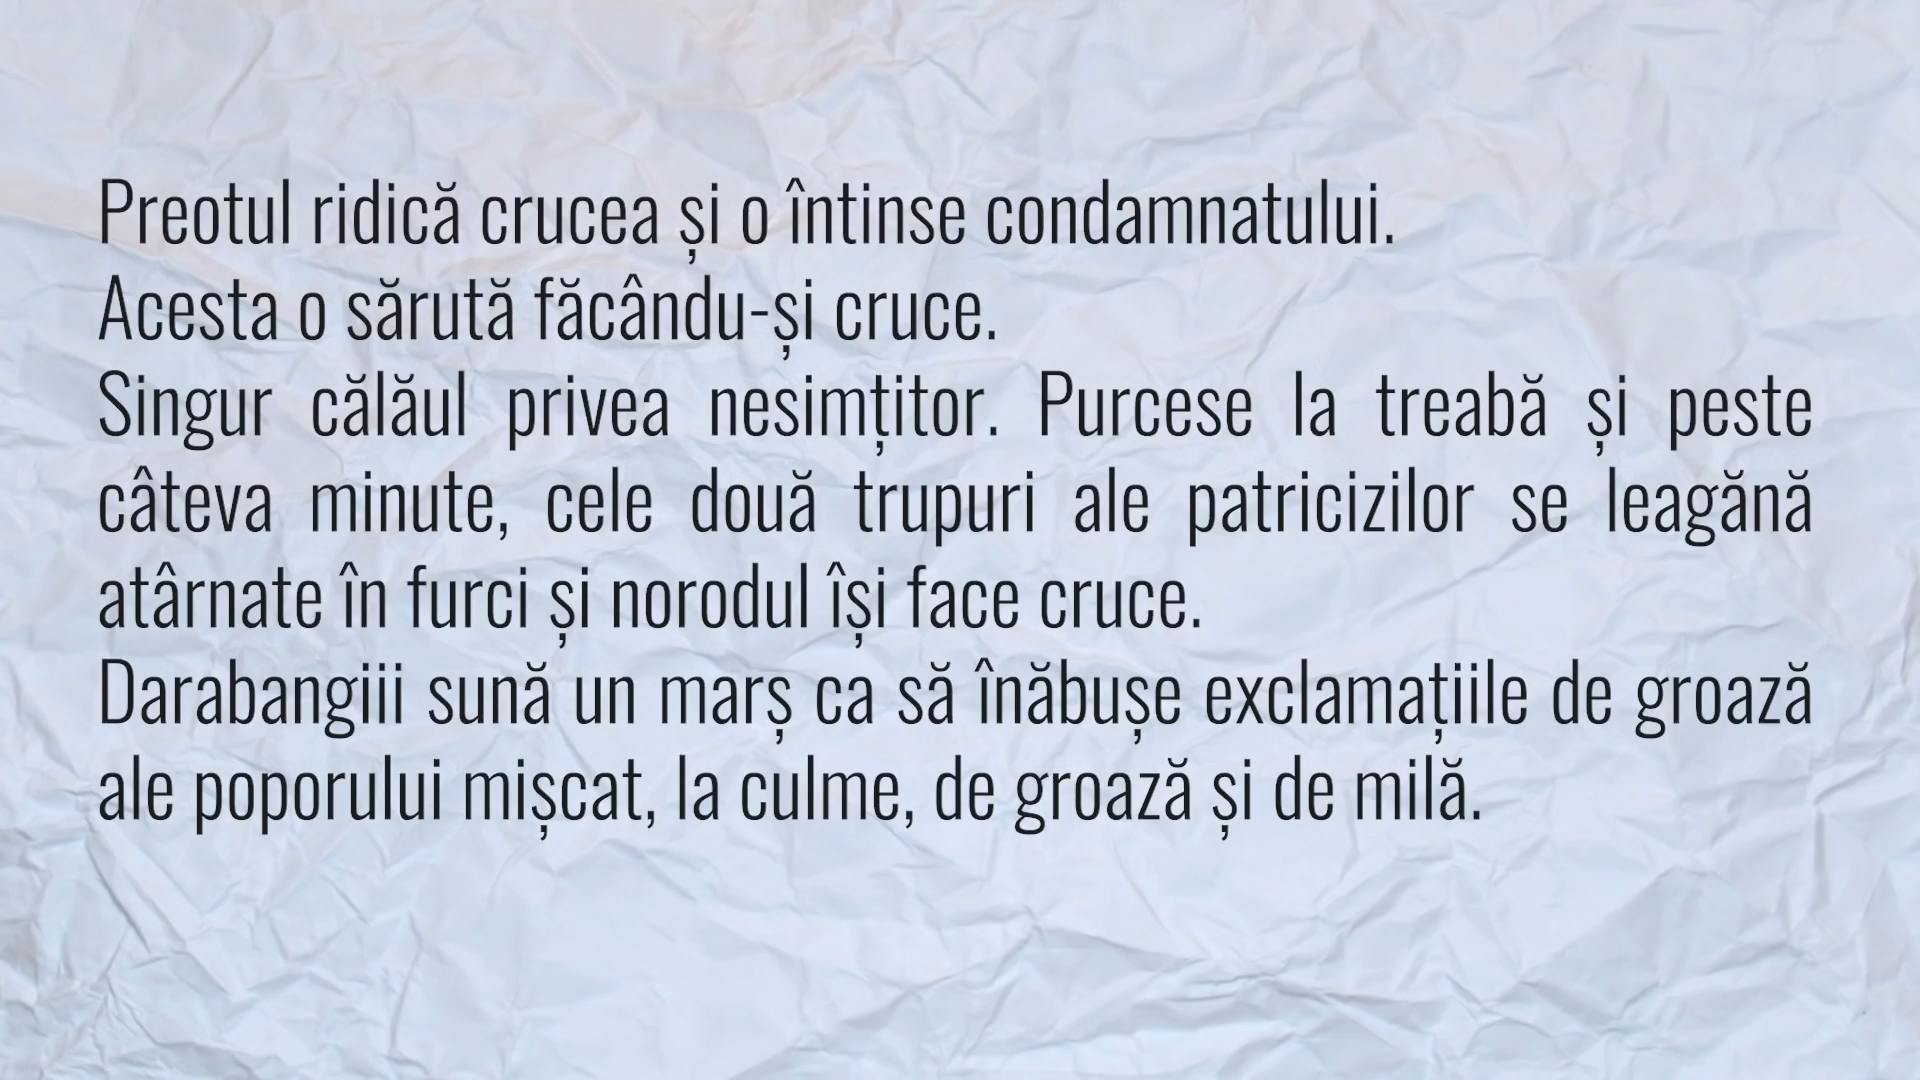 Preotul ridică crucea și o întinse condamnatului.
Acesta o sărută făcându-și cruce.
Singur călăul privea nesimțitor. Purcese la treabă și peste
câteva minute, cele două trupuri ale patricizilor se leagănă
atârnate în furci și norodul își face cruce.
Darabangiii sună un marș ca să înăbușe exclamațiile de groază
ale poporului mișcat, la culme, de groază și de milă.